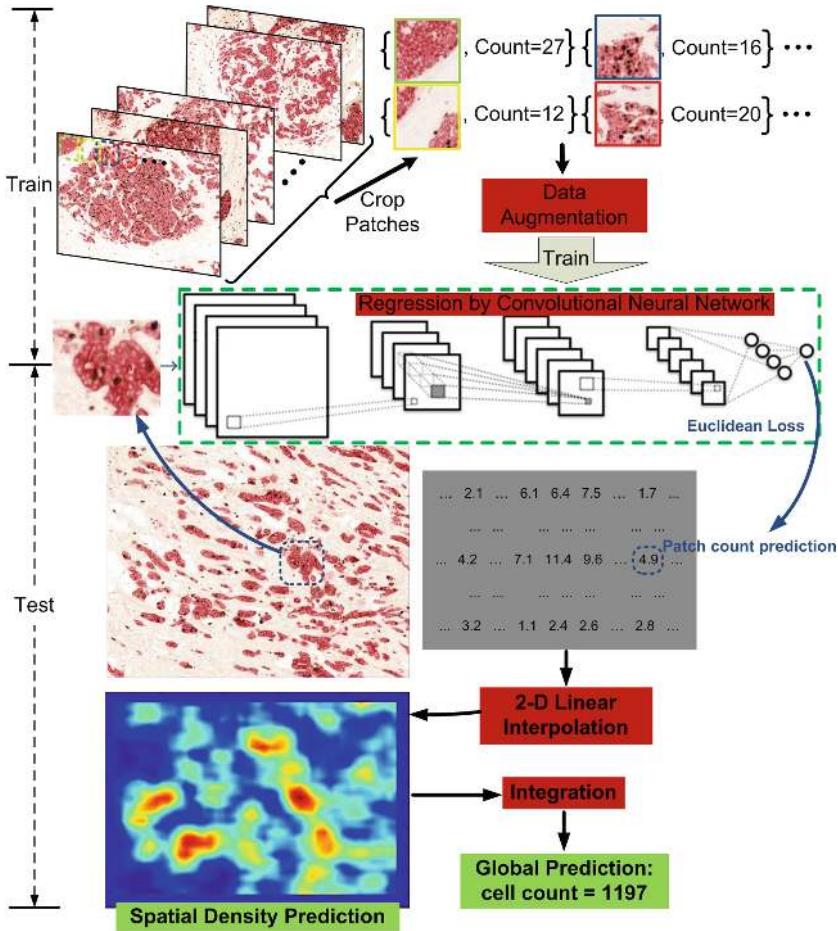 { , Count=27} { , Count=16} •••
{ , Count=12} { , Count=20} •••
Train
Crop
Patches
Data
Augmentation
Train
Regression by Convolutional Neural Network
Euclidean Loss
... 2.1 ... 6.1 6.4 7.5 ... 1.7 ...
... ... ... ... ... ...
Patch count prediction
... 4.2 ... 7.1 11.4 9.6 ... 4.9 ...
... ... ... ... ... ...
... 3.2 ... 1.1 2.4 2.6 ... 2.8 ...
Test
2-D Linear
Interpolation
Integration
Global Prediction:
cell count = 1197
Spatial Density Prediction